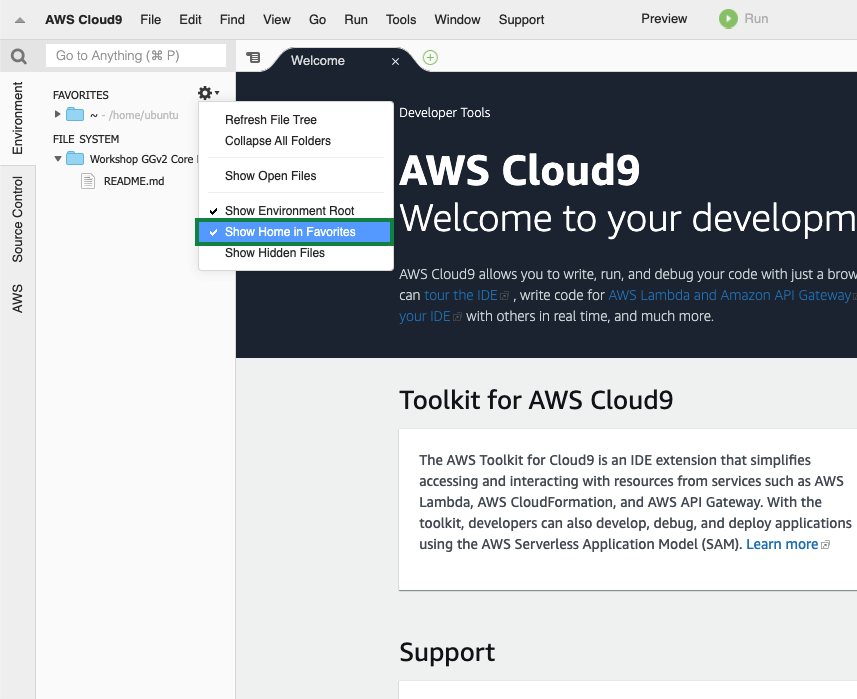 AWS Cloud9 File Edit Find View Go Run Tools Window Support Preview Run
Go to Anything (⌘ P)
Welcome
Environment
Source Control
AWS
FAVORITES
~ - /home/ubuntu
FILE SYSTEM
Workshop GGv2 Core
README.md
Refresh File Tree
Collapse All Folders
Show Open Files
Show Environment Root
Show Home in Favorites
Show Hidden Files
Developer Tools
AWS Cloud9
Welcome to your developm
AWS Cloud9 allows you to write, run, and debug your code with just a brow
can tour the IDE , write code for AWS Lambda and Amazon API Gateway
your IDE with others in real time, and much more.
Toolkit for AWS Cloud9
The AWS Toolkit for Cloud9 is an IDE extension that simplifies
accessing and interacting with resources from services such as AWS
Lambda, AWS CloudFormation, and AWS API Gateway. With the
toolkit, developers can also develop, debug, and deploy applications
using the AWS Serverless Application Model (SAM). Learn more
Support